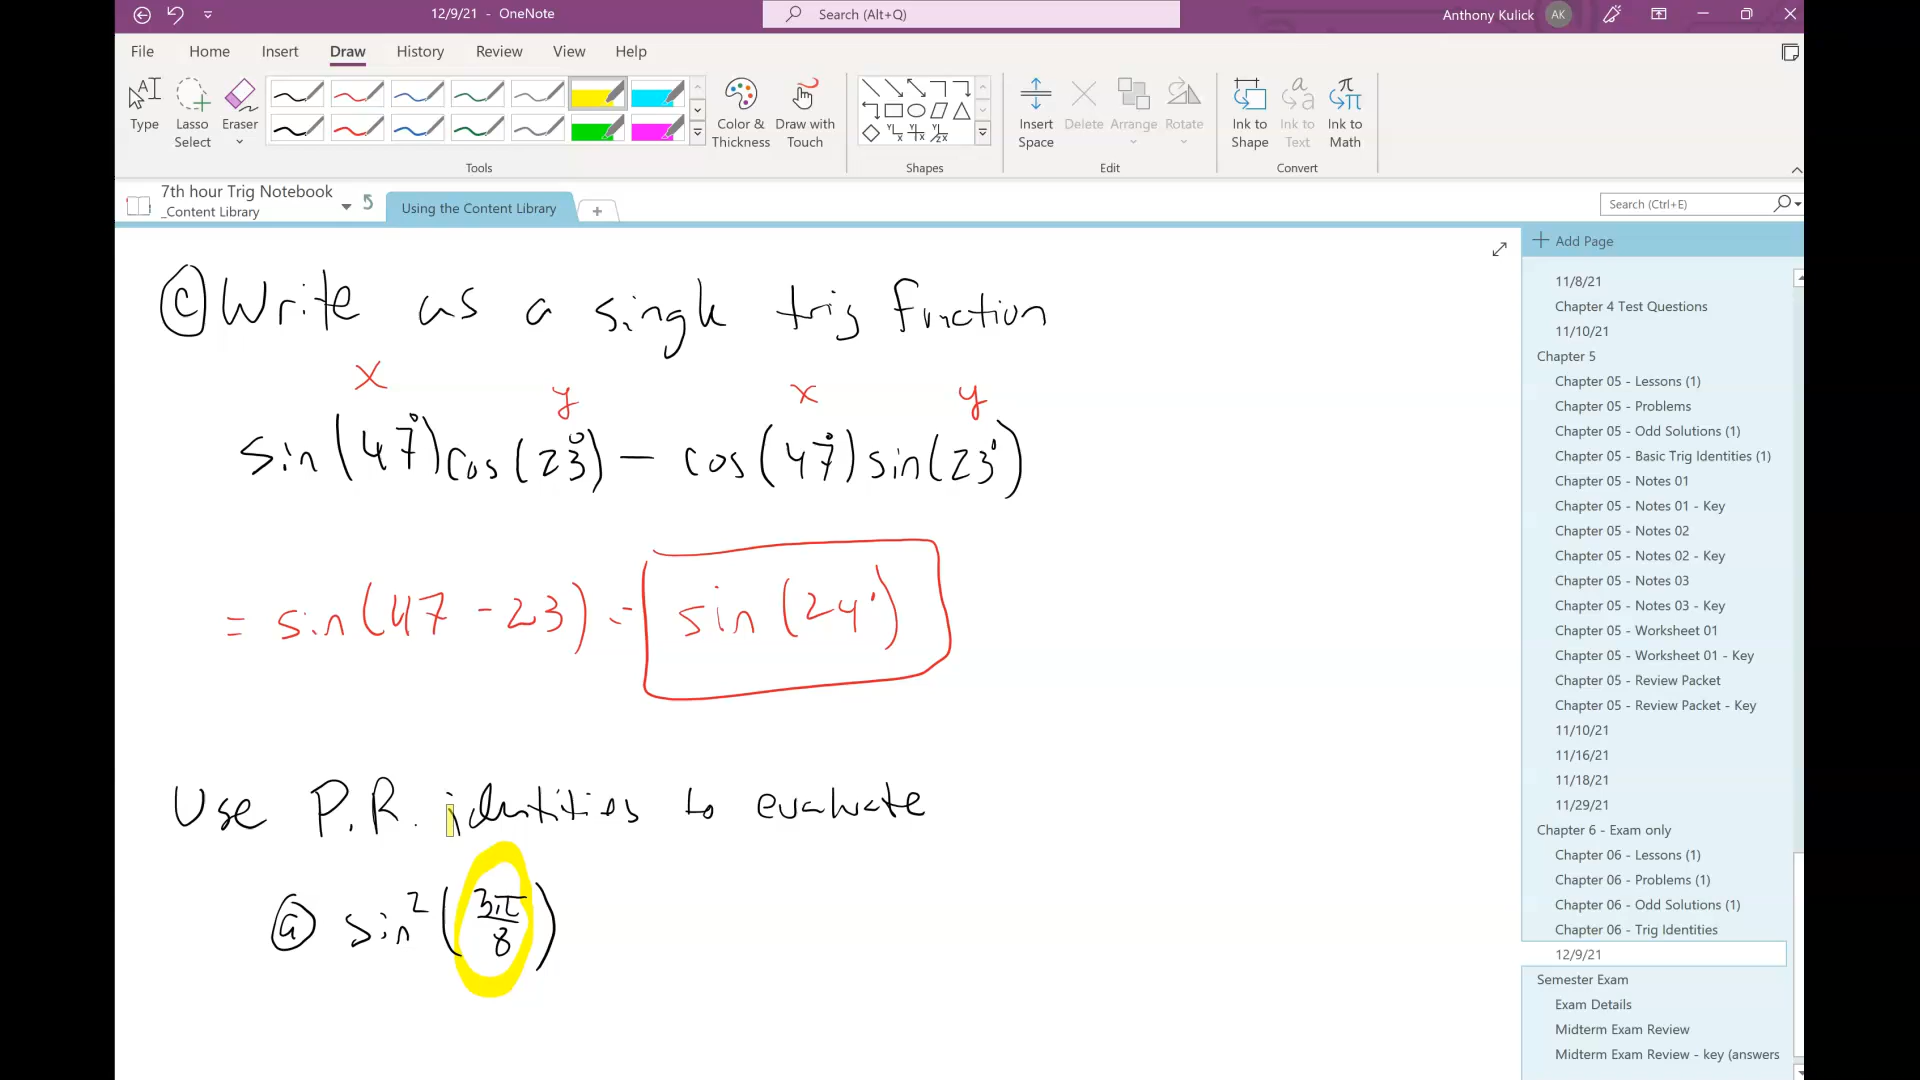 12/9/21 - OneNote
Search (Alt+Q)
Anthony Kulick
AK
File Home Insert Draw History Review View Help
Type
Lasso Select
Eraser
Color & Thickness
Draw with Touch
Insert Space
Delete
Arrange
Rotate
Ink to Shape
Ink to Text
Ink to Math
Tools
Shapes
Edit
Convert
7th hour Trig Notebook
_Content Library
Using the Content Library
Search (Ctrl+E)
Ⓒ Write as a single trig function
x y x y
sin(47°)cos(23°) − cos(47°)sin(23°)
= sin(47 - 23) = sin(24°)
Use P.R. identities to evaluate
ⓐ sin²(3π/8)
Add Page
11/8/21
Chapter 4 Test Questions
11/10/21
Chapter 5
Chapter 05 - Lessons (1)
Chapter 05 - Problems
Chapter 05 - Odd Solutions (1)
Chapter 05 - Basic Trig Identities (1)
Chapter 05 - Notes 01
Chapter 05 - Notes 01 - Key
Chapter 05 - Notes 02
Chapter 05 - Notes 02 - Key
Chapter 05 - Notes 03
Chapter 05 - Notes 03 - Key
Chapter 05 - Worksheet 01
Chapter 05 - Worksheet 01 - Key
Chapter 05 - Review Packet
Chapter 05 - Review Packet - Key
11/10/21
11/16/21
11/18/21
11/29/21
Chapter 6 - Exam only
Chapter 06 - Lessons (1)
Chapter 06 - Problems (1)
Chapter 06 - Odd Solutions (1)
Chapter 06 - Trig Identities
12/9/21
Semester Exam
Exam Details
Midterm Exam Review
Midterm Exam Review - key (answers